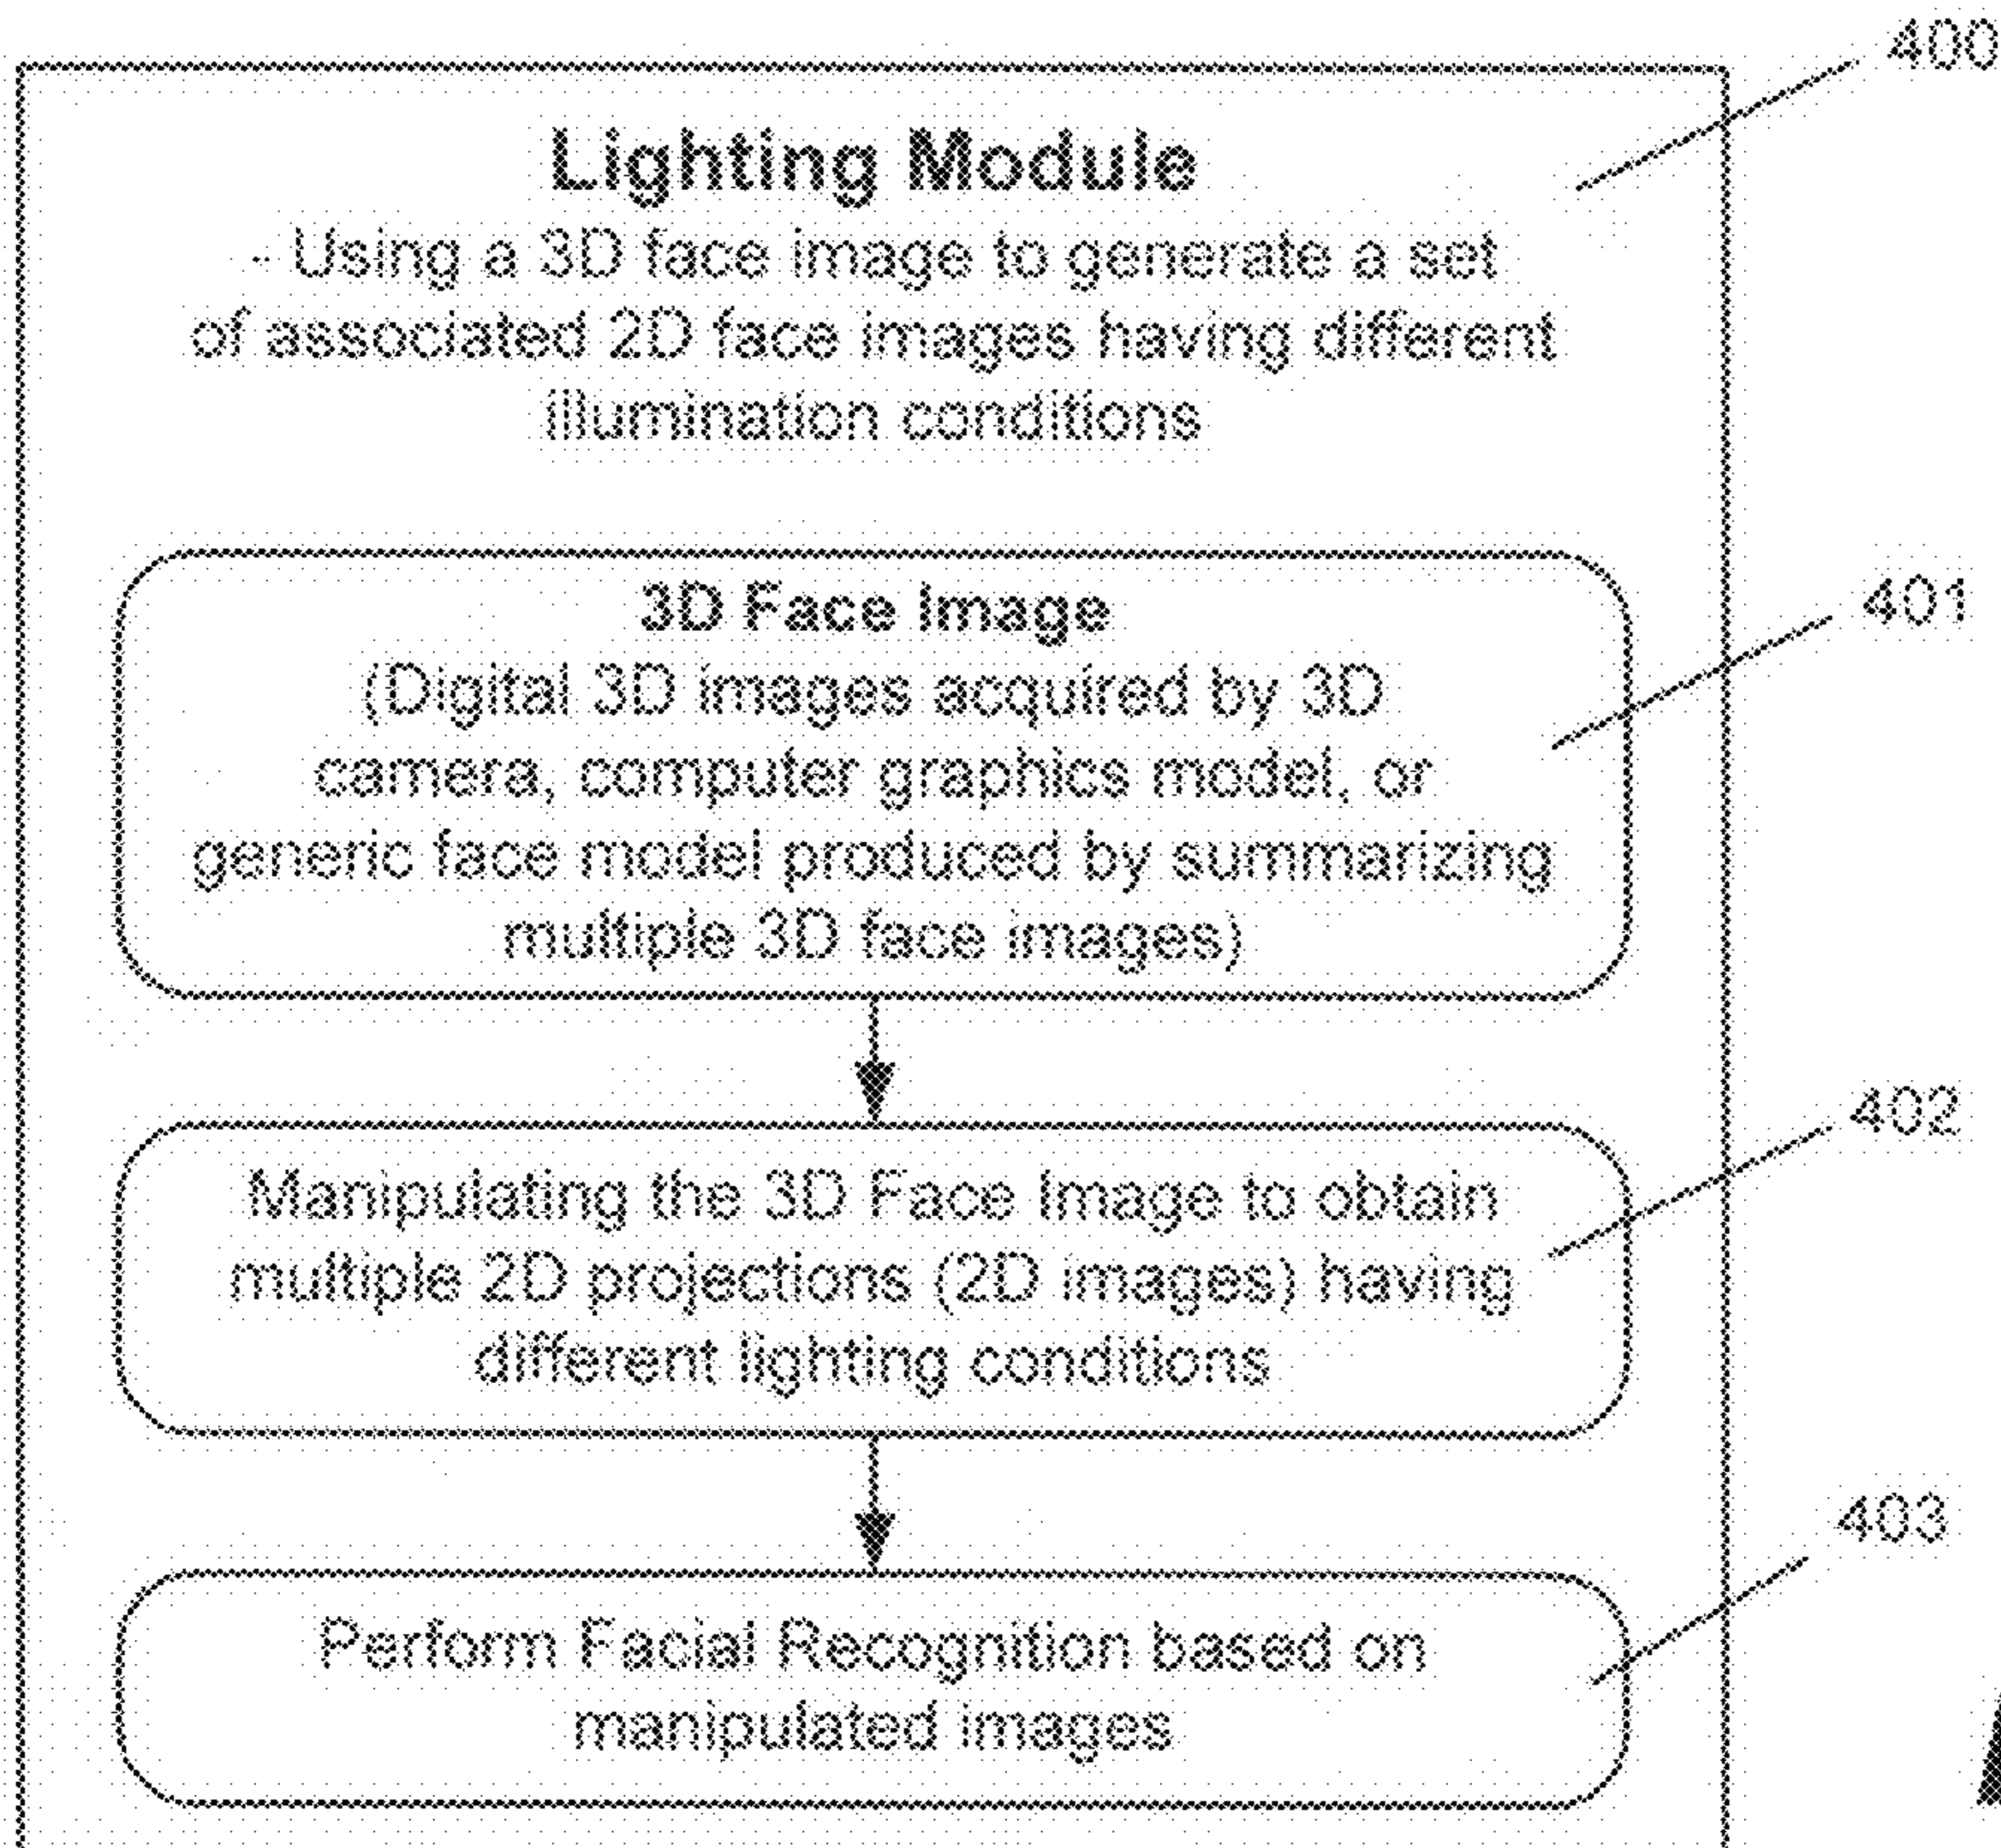 400
Lighting Module
- Using a 3D face image to generate a set
of associated 2D face images having different
illumination conditions
3D Face Image
401
(Digital 3D images acquired by 3D
camera, computer graphics model, or
generic face model produced by summarizing
multiple 3D face images)
402
Manipulating the 3D Face Image to obtain
multiple 2D projections (2D images) having
different lighting conditions
403
Perform Facial Recognition based on
manipulated images